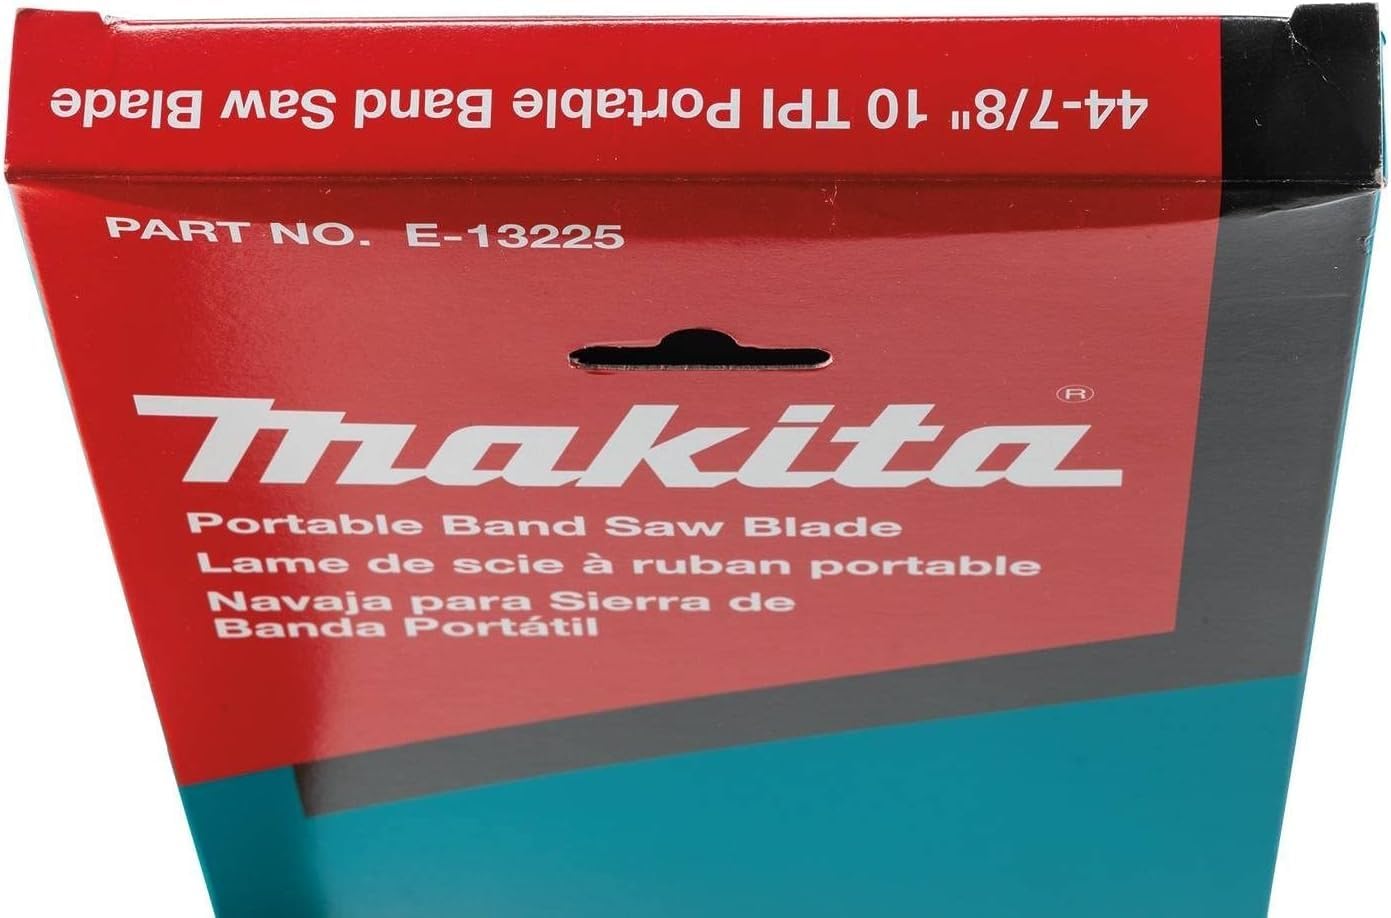 44-7/8" 10 TPI Portable Band Saw Blade
PART NO. E-13225
makita®
Portable Band Saw Blade
Lame de scie à ruban portable
Navaja para Sierra de
Banda Portátil